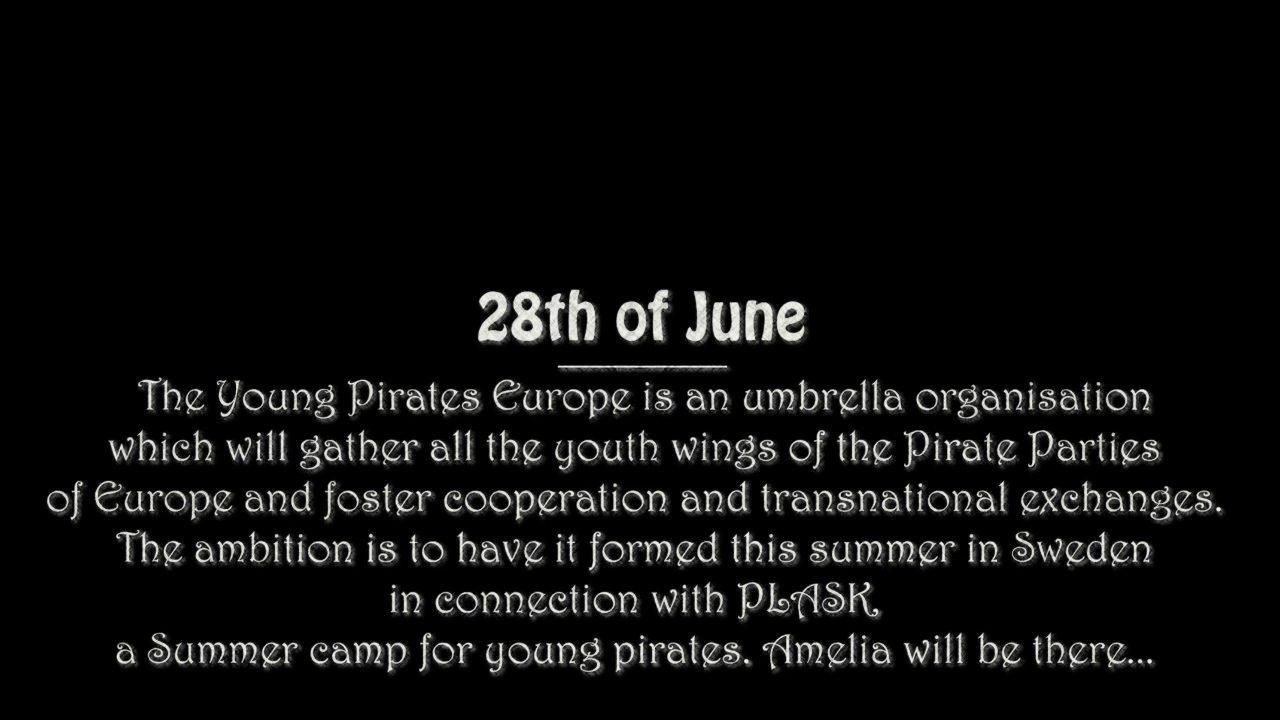 28th of June
The Young Pirates Europe is an umbrella organisation
which will gather all the youth wings of the Pirate Parties
of Europe and foster cooperation and transnational exchanges.
The ambition is to have it formed this summer in Sweden
in connection with PLASK,
a Summer camp for young pirates. Amelia will be there...